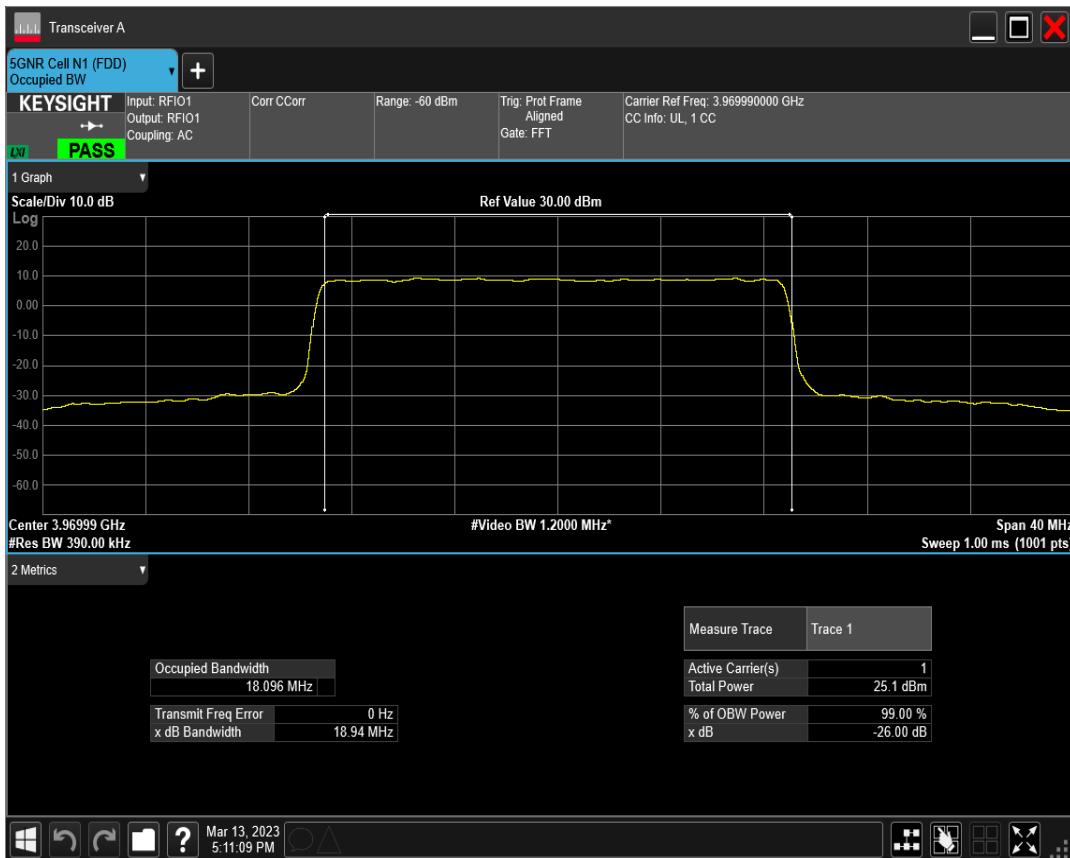 Transceiver A
5GNR Cell N1 (FDD)
Occupied BW
+
KEYSIGHT
LXI
PASS
Input: RFIO1
Output: RFIO1
Coupling: AC
Corr CCorr
Range: -60 dBm
Trig: Prot Frame
Aligned
Gate: FFT
Carrier Ref Freq: 3.969990000 GHz
CC Info: UL, 1 CC
1 Graph
Scale/Div 10.0 dB
Ref Value 30.00 dBm
Log
20.0
10.0
0.00
-10.0
-20.0
-30.0
-40.0
-50.0
-60.0
Center 3.96999 GHz
#Video BW 1.2000 MHz*
Span 40 MHz
#Res BW 390.00 kHz
Sweep 1.00 ms (1001 pts)
2 Metrics
Measure Trace Trace 1
Occupied Bandwidth
18.096 MHz
Active Carrier(s) 1
Total Power 25.1 dBm
Transmit Freq Error 0 Hz
x dB Bandwidth 18.94 MHz
% of OBW Power 99.00 %
x dB -26.00 dB
?
Mar 13, 2023
5:11:09 PM